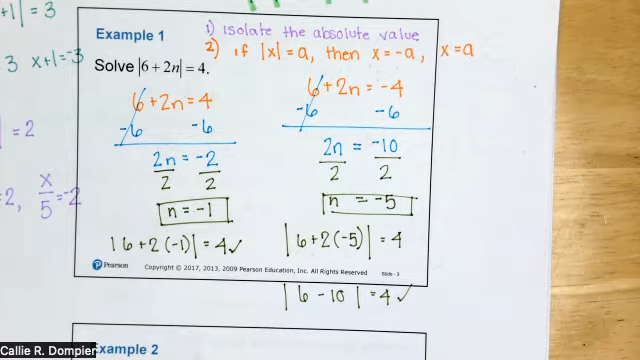 +1| = 3
3 x+1=-3
| = 2
=2, x/5 = -2
Example 1
1) isolate the absolute value
2) if |x| = a, then x = -a, x = a
Solve |6 + 2n| = 4.
6 + 2n = 4
-6 -6
2n = -2
2 2
n = -1
|6+2(-1)| = 4 ✓
6 + 2n = -4
-6 -6
2n = -10
2 2
n = -5
|6+2(-5)| = 4
|6 - 10| = 4 ✓
Pearson
Copyright © 2017, 2013, 2009 Pearson Education, Inc. All Rights Reserved
Slide - 3
Example 2
Callie R. Dompier